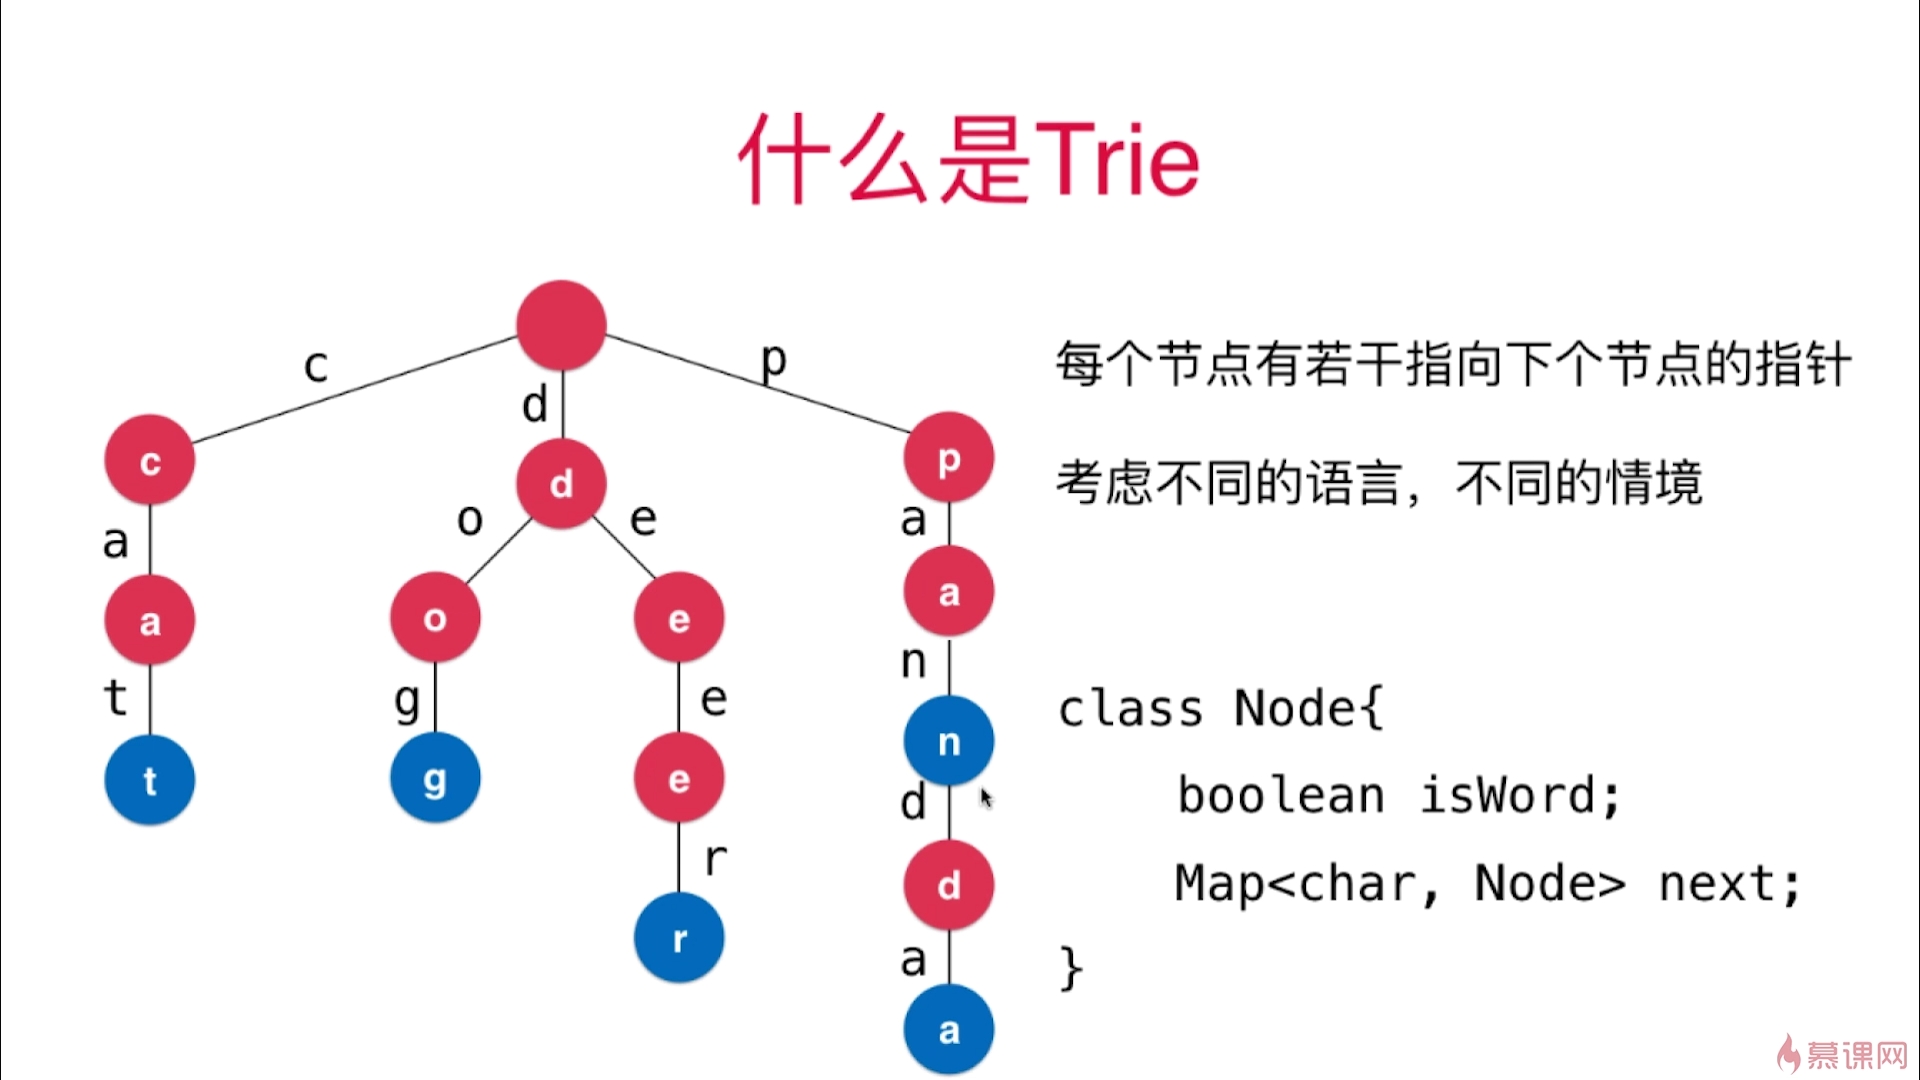 什么是Trie
c
d
p
c
d
p
a
o
e
a
a
o
e
a
t
g
e
n
t
g
e
n
r
d
r
d
a
a
每个节点有若干指向下个节点的指针
考虑不同的语言，不同的情境
class Node{
boolean isWord;
Map<char, Node> next;
}
慕课网